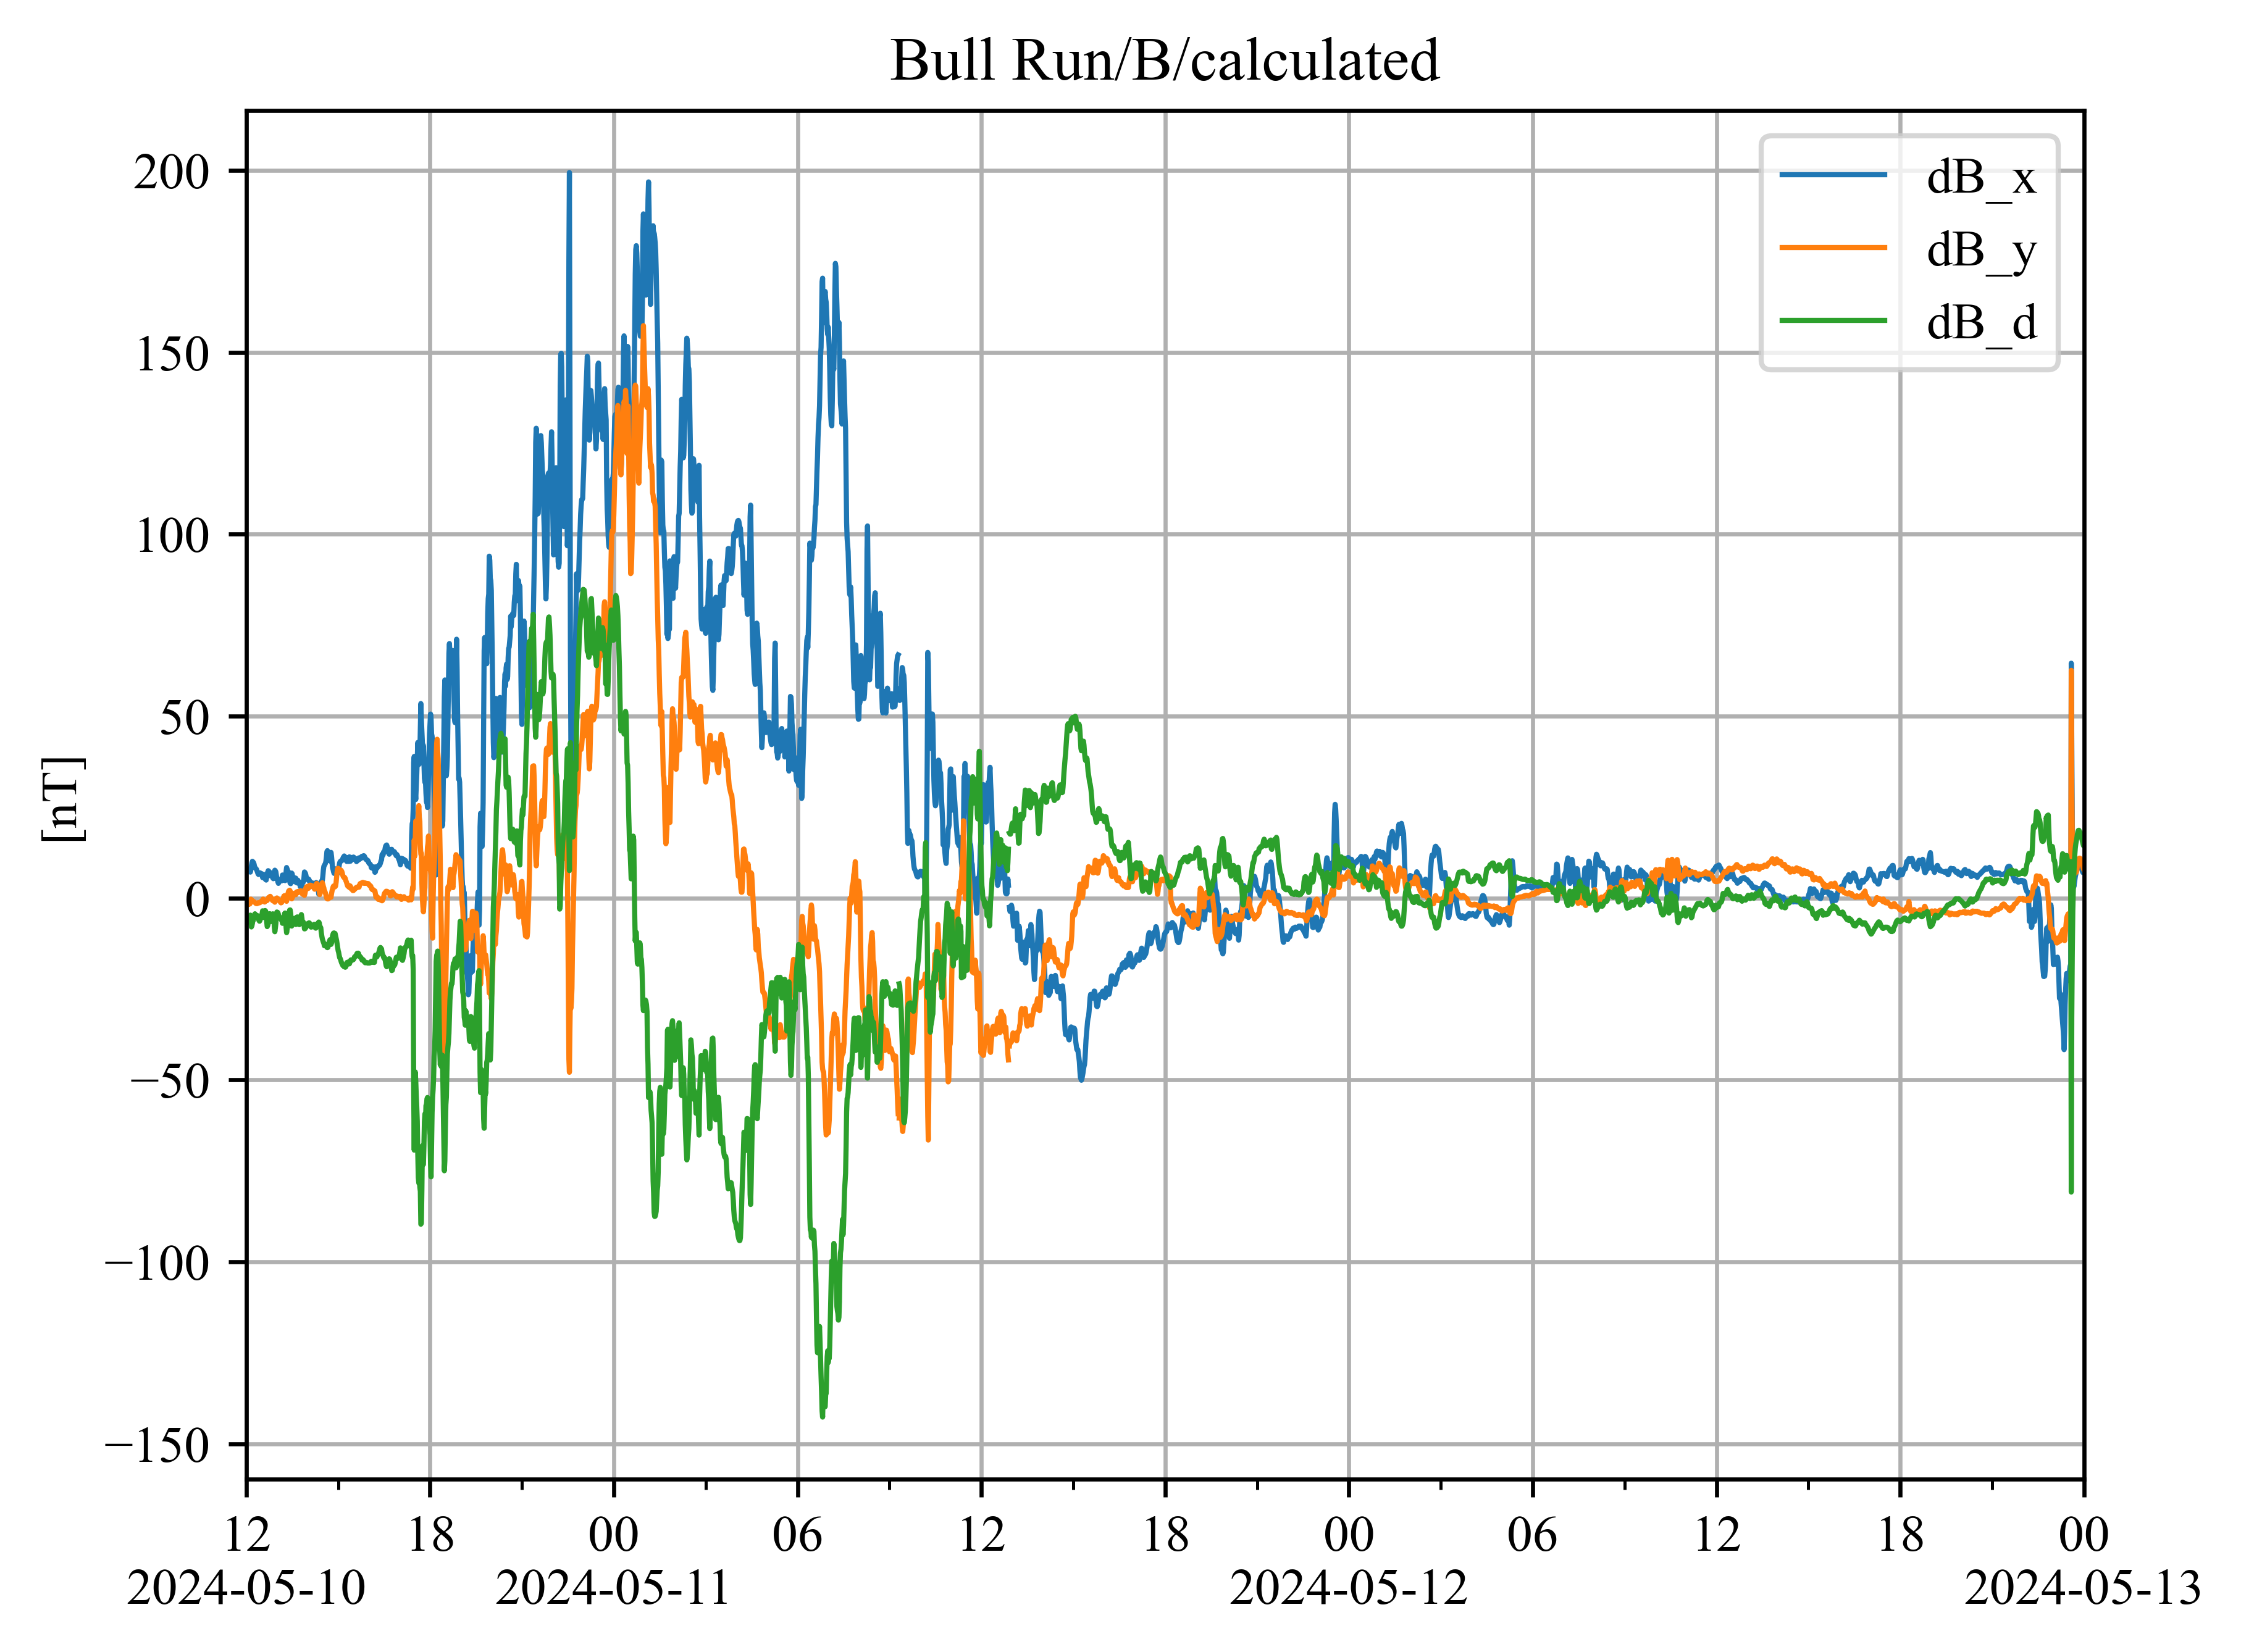 Bull Run/B/calculated
[nT]
200
150
100
50
0
−50
−100
−150
dB_x
dB_y
dB_d
12 18 00 06 12 18 00 06 12 18 00
2024-05-10 2024-05-11 2024-05-12 2024-05-13